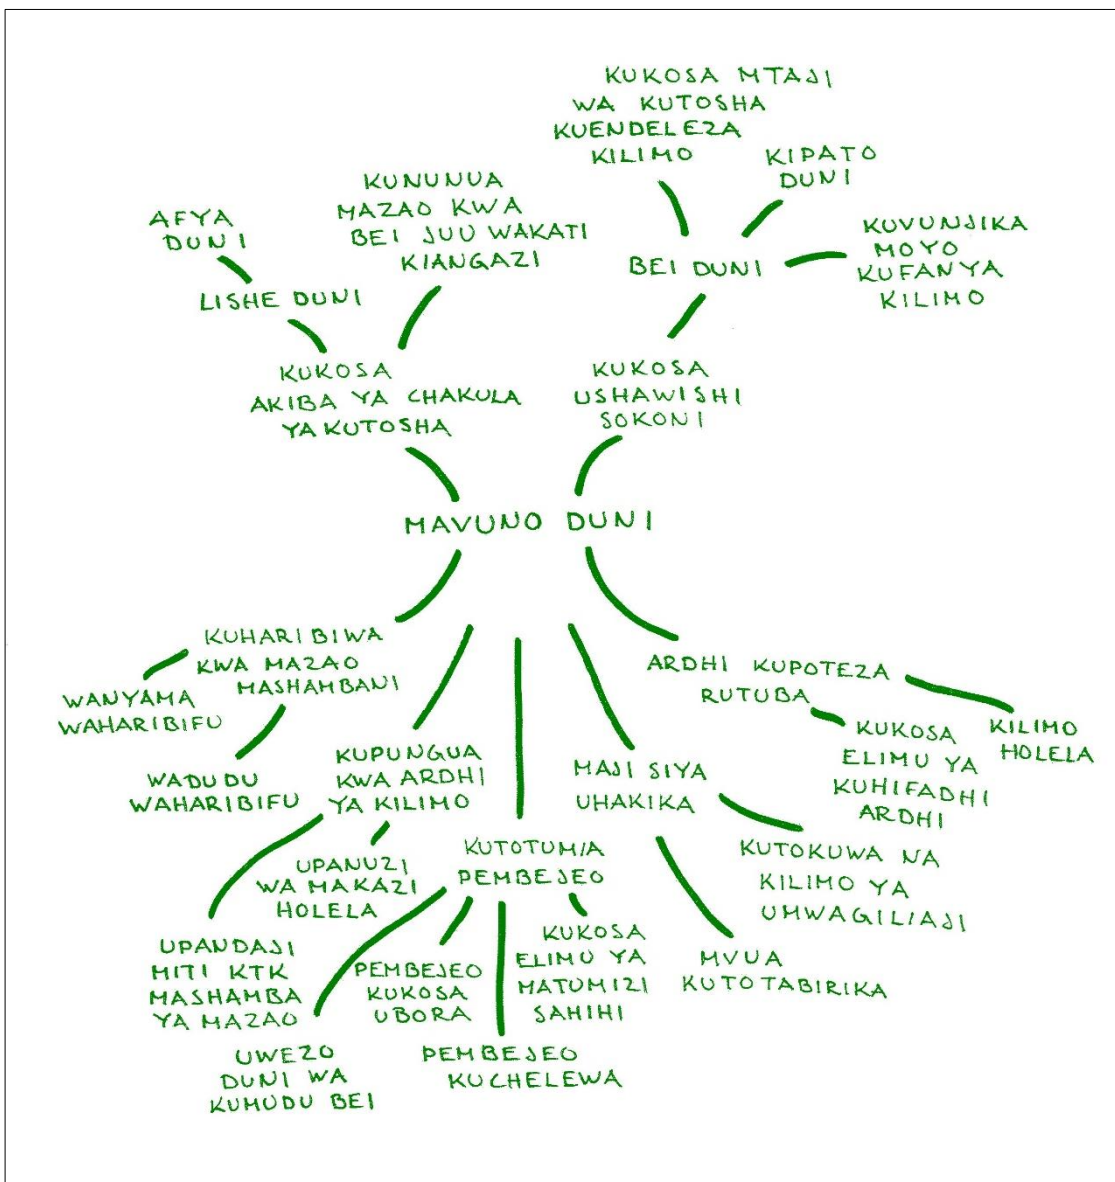 KUKOSA MTAJI
WA KUTOSHA
KUENDELEZA
KILIMO
KIPATO
DUNI
KUNUNUA
MAZAO KWA
BEI JUU WAKATI
KIANGAZI
AFYA
DUNI
KUVUNJIKA
MOYO
KUFANYA
KILIMO
BEI DUNI
LISHE DUNI
KUKOSA
AKIBA YA CHAKULA
YA KUTOSHA
KUKOSA
USHAWISHI
SOKONI
MAVUNO DUNI
KUHARIBIWA
KWA MAZAO
MASHAMBANI
WANYAMA
WAHARIBIFU
WADUDU
WAHARIBIFU
KUPUNGUA
KWA ARDHI
YA KILIMO
UPANUZI
WA MAKAZI
HOLELA
UPANDAJI
MITI KTK
MASHAMBA
YA MAZAO
KUTOTUMIA
PEMBEJEO
UWEZO
DUNI WA
KUMUDU BEI
PEMBEJEO
KUKOSA
UBORA
PEMBEJEO
KUCHELEWA
KUKOSA
ELIMU YA
MATUMIZI
SAHIHI
MAJI SIYA
UHAKIKA
MVUA
KUTOTABIRIKA
KUTOKUWA NA
KILIMO YA
UMWAGILIAJI
ARDHI KUPOTEZA
RUTUBA
KUKOSA
ELIMU YA
KUHIFADHI
ARDHI
KILIMO
HOLELA